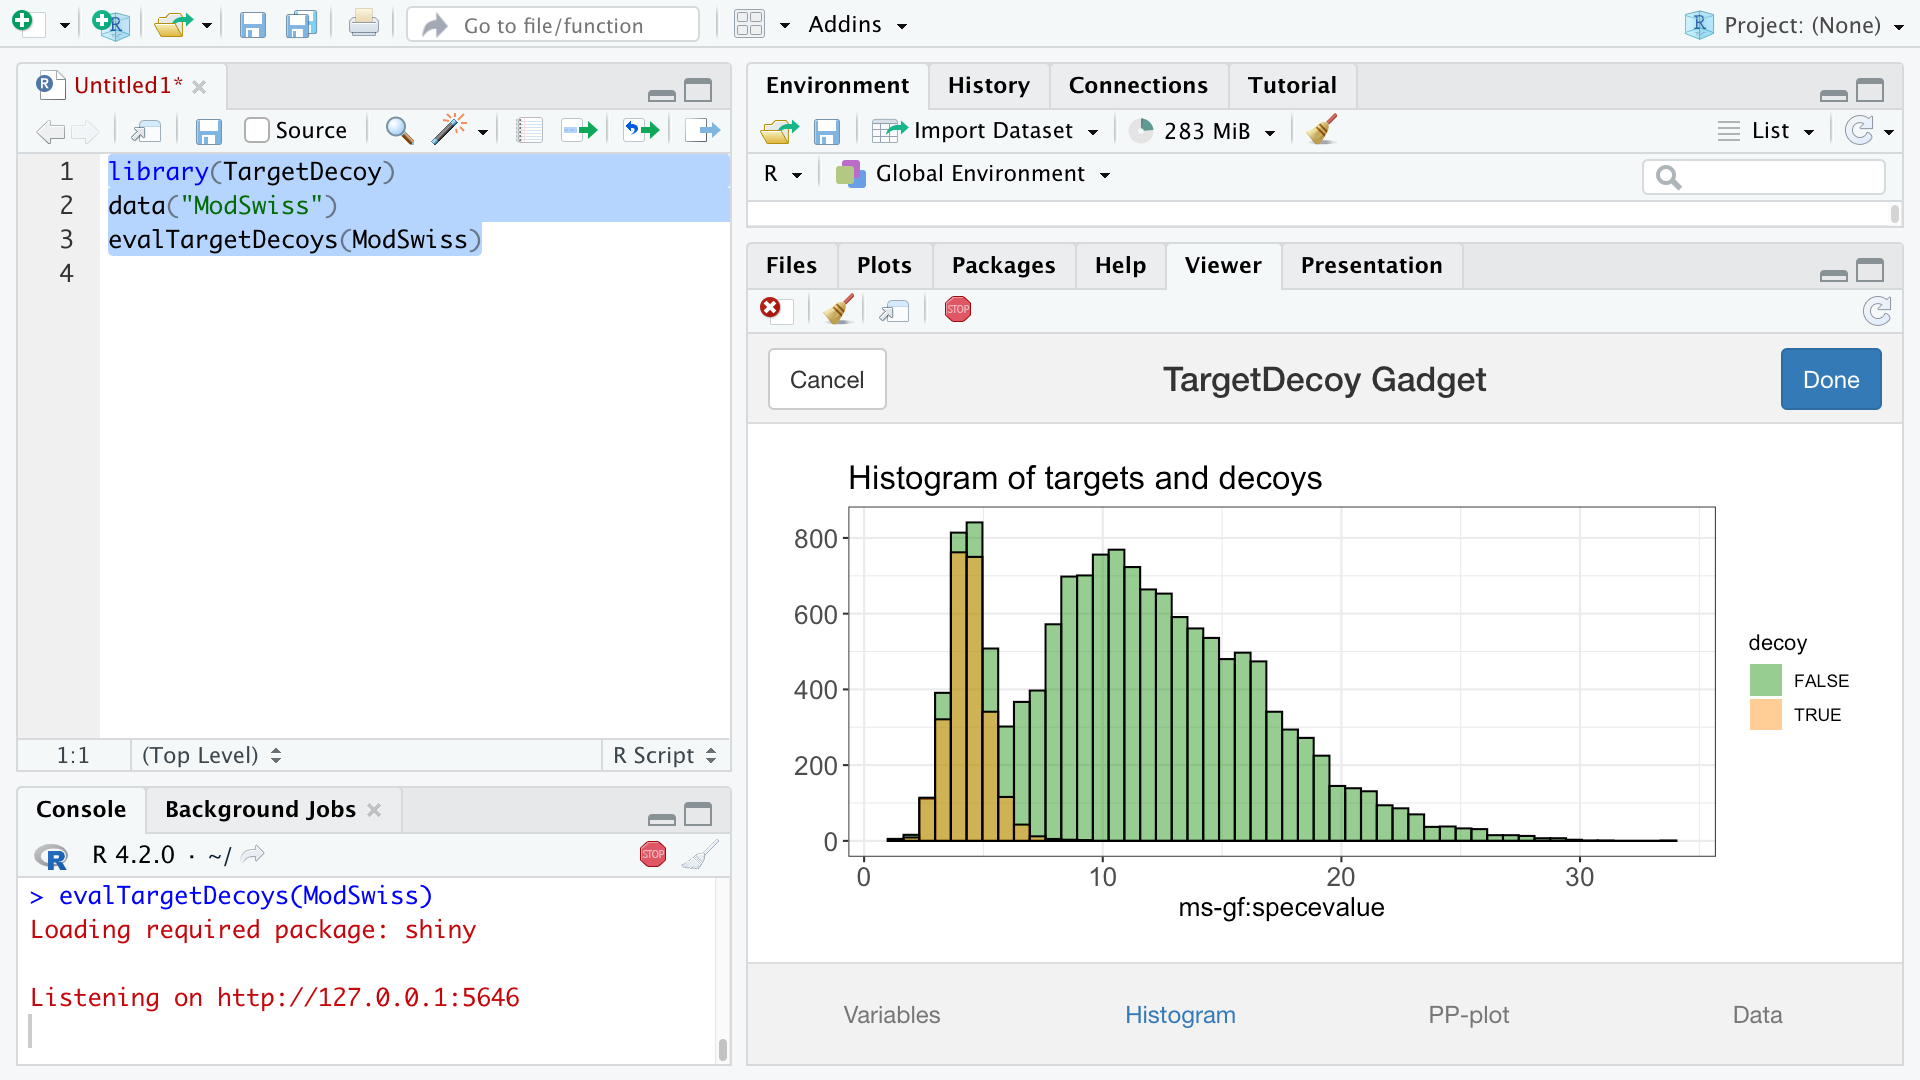 Go to file/function
Addins
Project: (None)
Untitled1*
Source
1 library(TargetDecoy)
2 data("ModSwiss")
3 evalTargetDecoys(ModSwiss)
4
1:1 (Top Level) R Script
Console Background Jobs
R 4.2.0 · ~/
STOP
> evalTargetDecoys(ModSwiss)
Loading required package: shiny
Listening on http://127.0.0.1:5646
Environment History Connections Tutorial
Import Dataset 283 MiB List
R Global Environment
Files Plots Packages Help Viewer Presentation
STOP
Cancel TargetDecoy Gadget Done
Histogram of targets and decoys
800
600
400
200
0
0 10 20 30
ms-gf:specevalue
decoy
FALSE
TRUE
Variables Histogram PP-plot Data